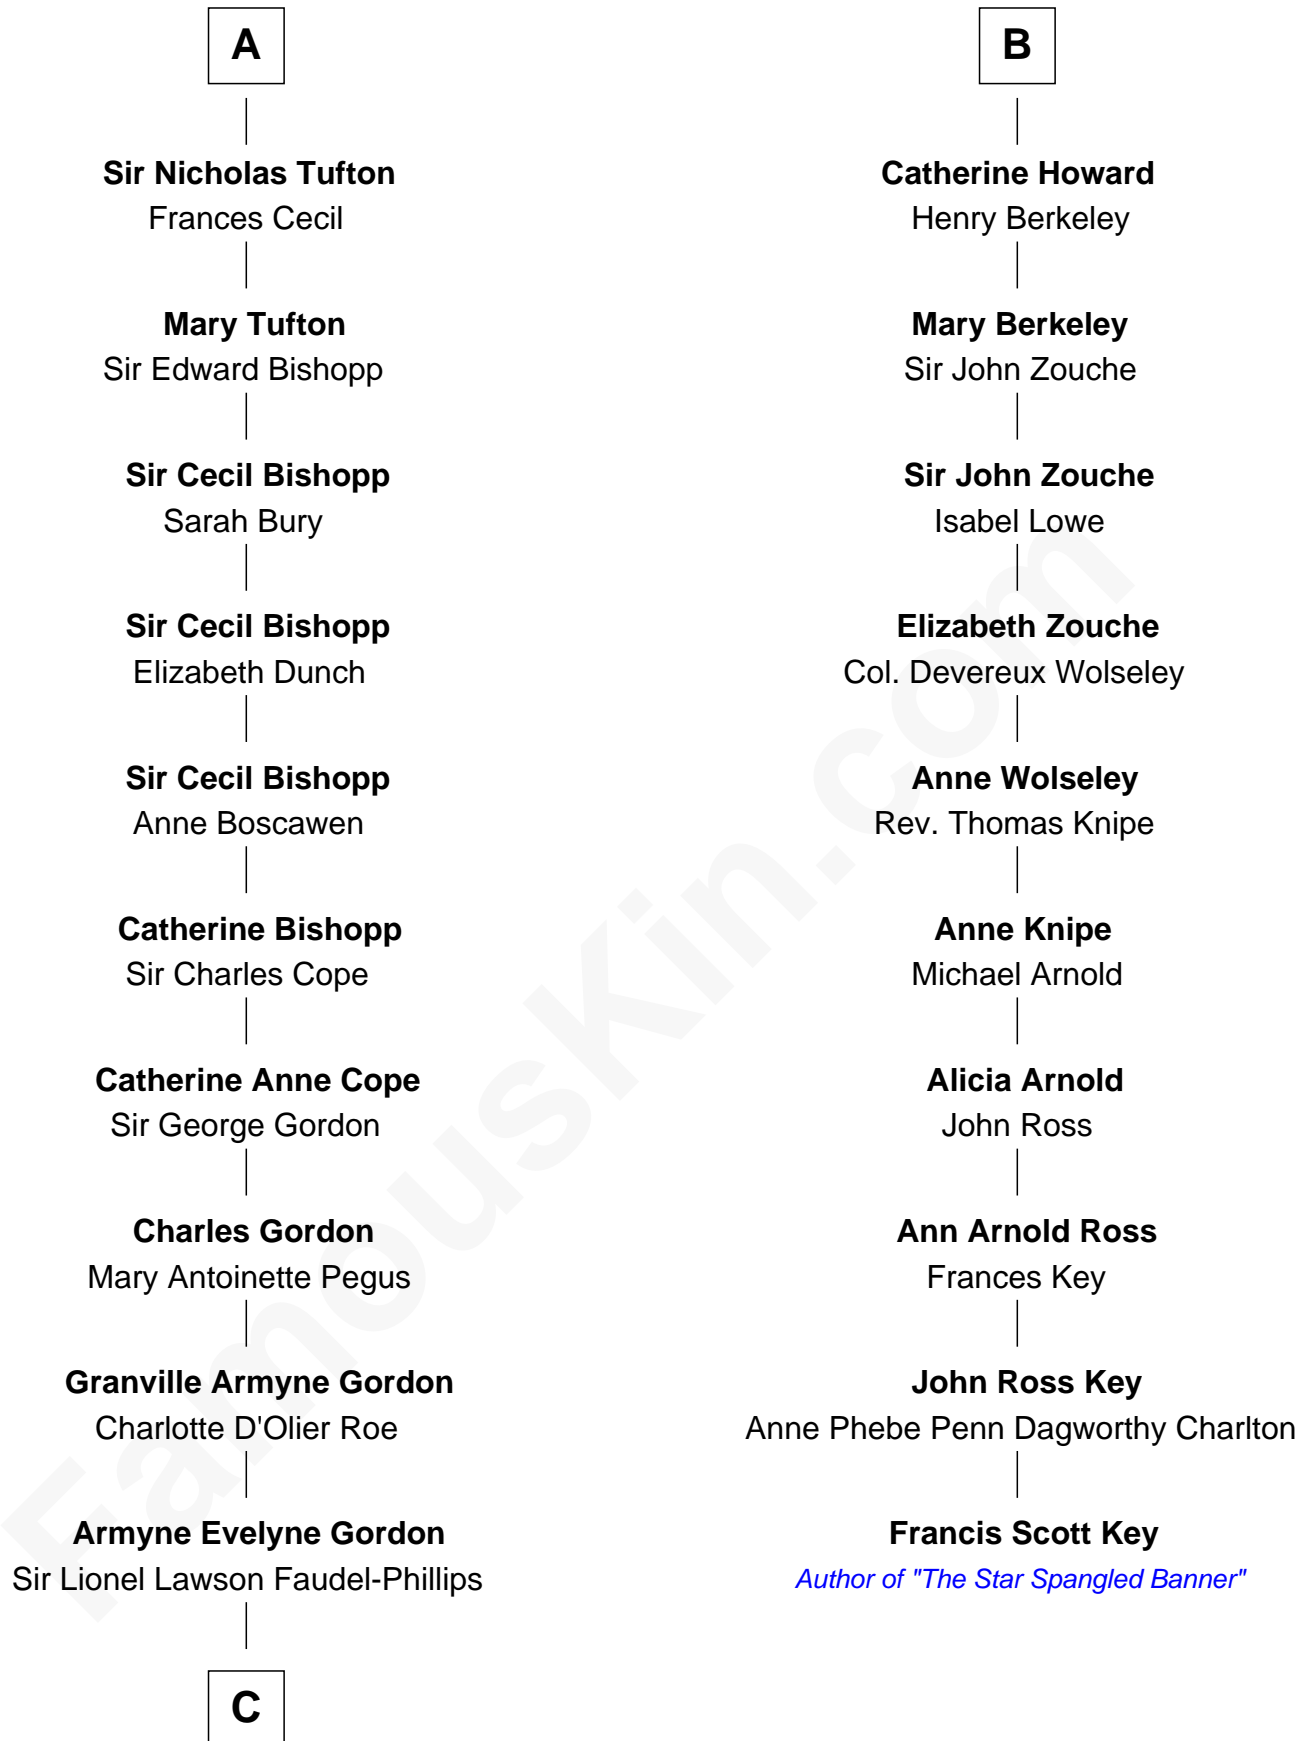 A
Sir Nicholas Tufton
Frances Cecil
Mary Tufton
Sir Edward Bishopp
Sir Cecil Bishopp
Sarah Bury
Sir Cecil Bishopp
Elizabeth Dunch
Sir Cecil Bishopp
Anne Boscawen
Catherine Bishopp
Sir Charles Cope
Catherine Anne Cope
Sir George Gordon
Charles Gordon
Mary Antoinette Pegus
Granville Armyne Gordon
Charlotte D'Olier Roe
Armyne Evelyne Gordon
Sir Lionel Lawson Faudel-Phillips
C
B
Catherine Howard
Henry Berkeley
Mary Berkeley
Sir John Zouche
Sir John Zouche
Isabel Lowe
Elizabeth Zouche
Col. Devereux Wolseley
Anne Wolseley
Rev. Thomas Knipe
Anne Knipe
Michael Arnold
Alicia Arnold
John Ross
Ann Arnold Ross
Frances Key
John Ross Key
Anne Phebe Penn Dagworthy Charlton
Francis Scott Key
Author of "The Star Spangled Banner"
FamousKin.com